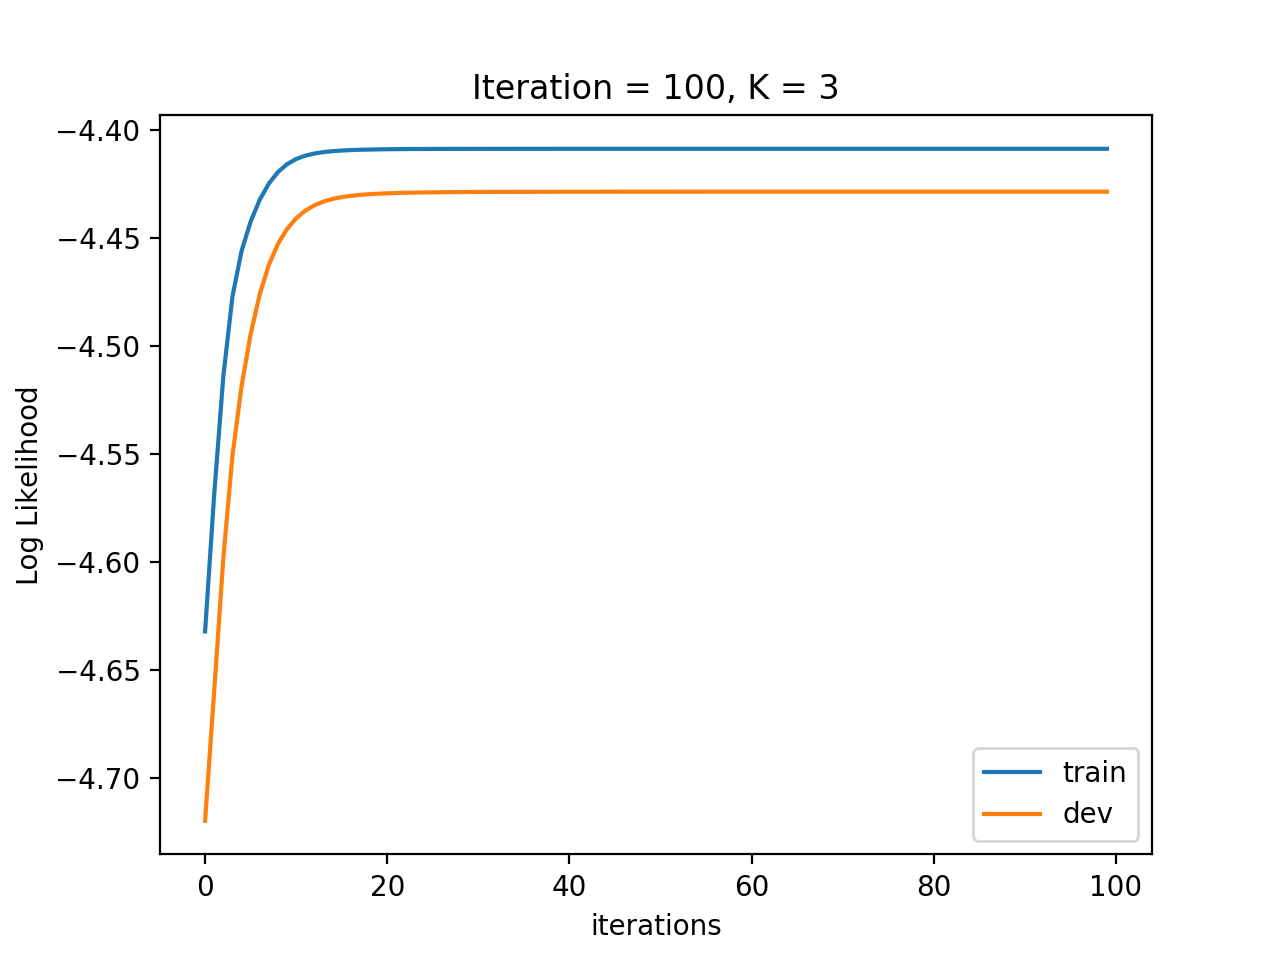 Iteration = 100, K = 3
Log Likelihood
−4.40
−4.45
−4.50
−4.55
−4.60
−4.65
−4.70
0 20 40 60 80 100
iterations
train
dev